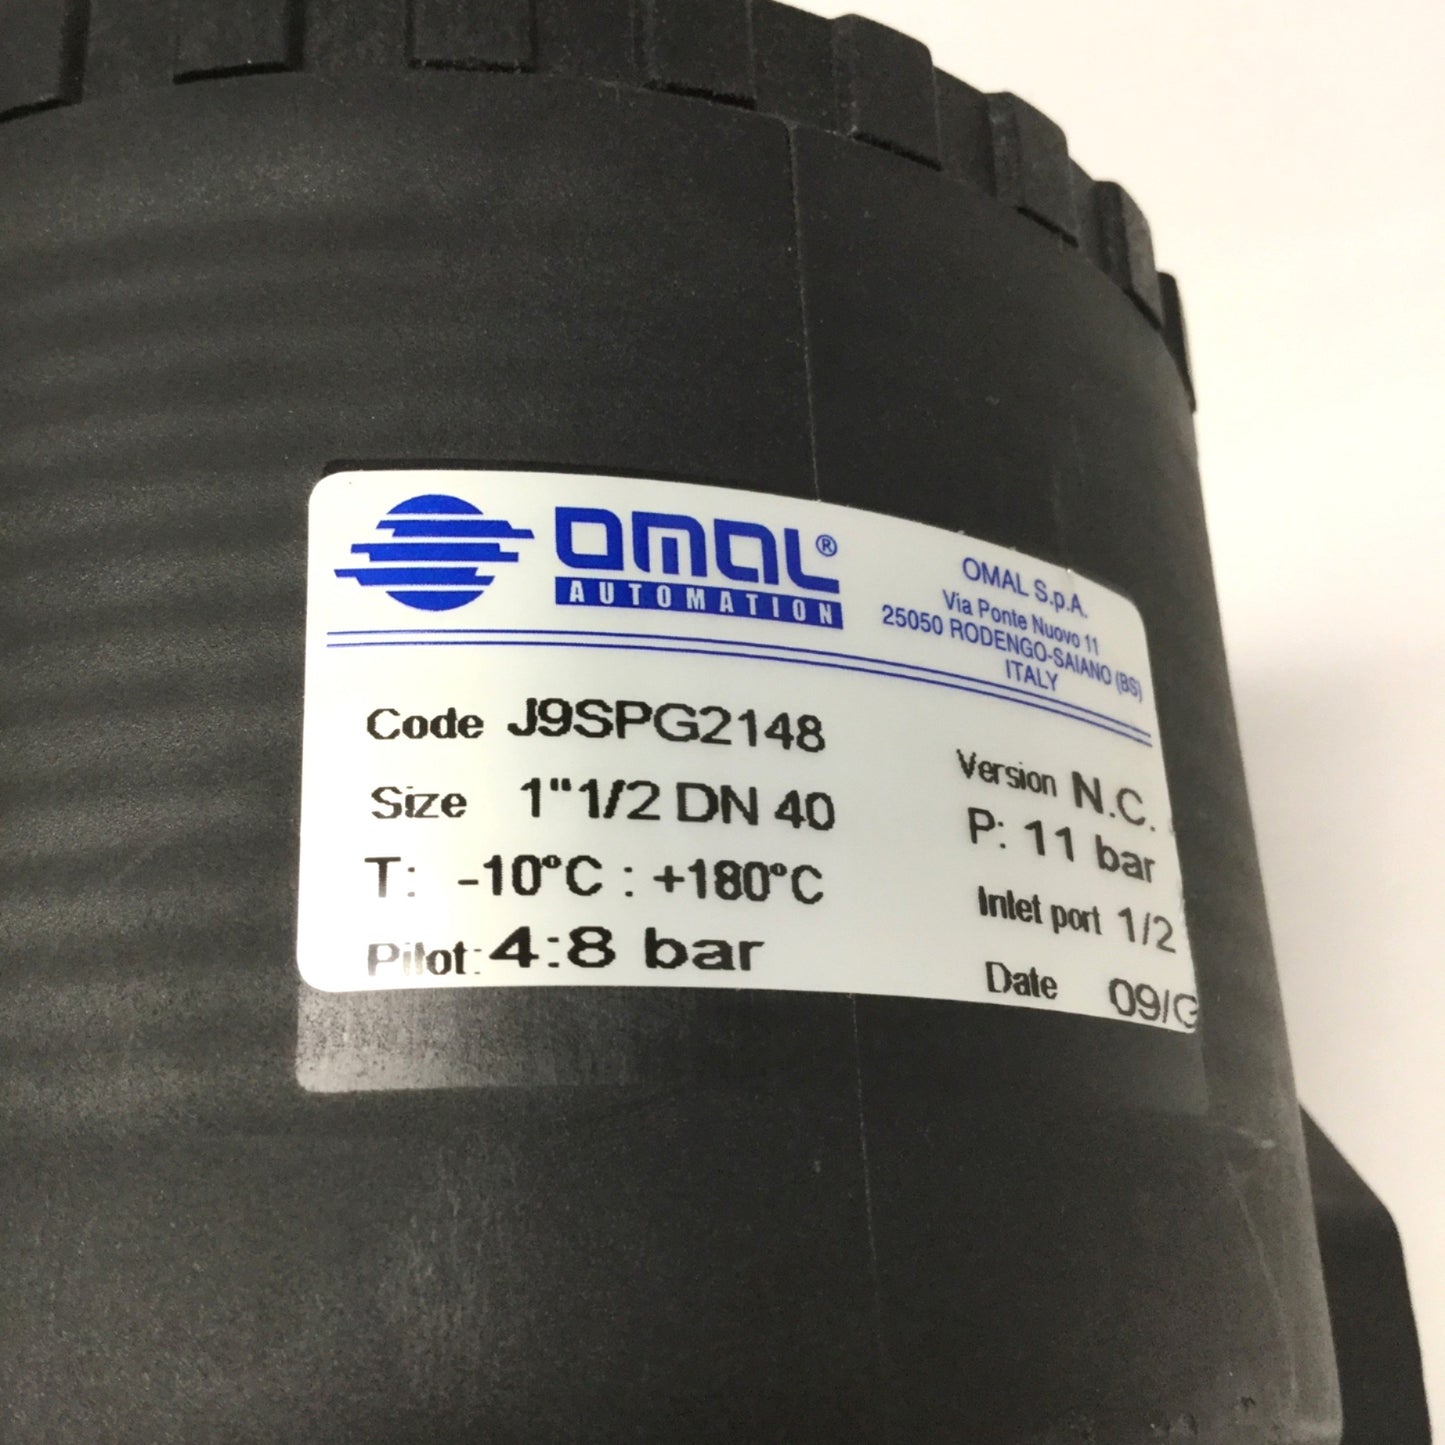 OMAL®
AUTOMATION
OMAL S.p.A.
Via Ponte Nuovo 11
25050 RODENGO-SAIANO (BS)
ITALY
Code J9SPG2148
Size 1"1/2 DN 40
T: -10°C : +180°C
Pilot: 4:8 bar
Version N.C.
P: 11 bar
Inlet port 1/2
Date 09/G